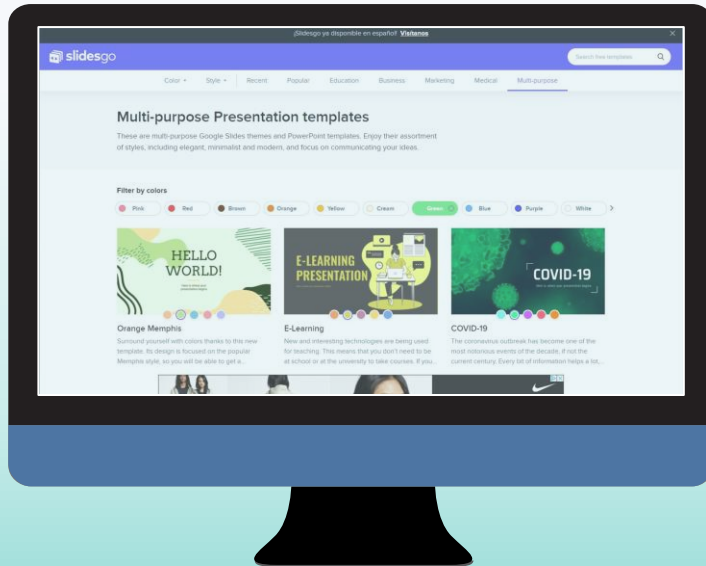 ¡Slidesgo ya disponible en español! Visítanos
slidesgo
Search free templates
Color Style Recent Popular Education Business Marketing Medical Multi-purpose
Multi-purpose Presentation templates
These are multi-purpose Google Slides themes and PowerPoint templates. Enjoy their assortment
of styles, including elegant, minimalist and modern, and focus on communicating your ideas.
Filter by colors
Pink Red Brown Orange Yellow Cream Green Blue Purple White
HELLO
WORLD!
E-LEARNING
PRESENTATION
COVID-19
Orange Memphis
Surround yourself with colors thanks to this new
template. Its design is focused on the popular
Memphis style, so you will be able to get a...
E-Learning
New and interesting technologies are being used
for teaching. This means that you don't need to be
at school or at the university to take courses. If you...
COVID-19
The coronavirus outbreak has become one of the
most notorious events of the decade, if not the
current century. Every bit of information helps a lot,...